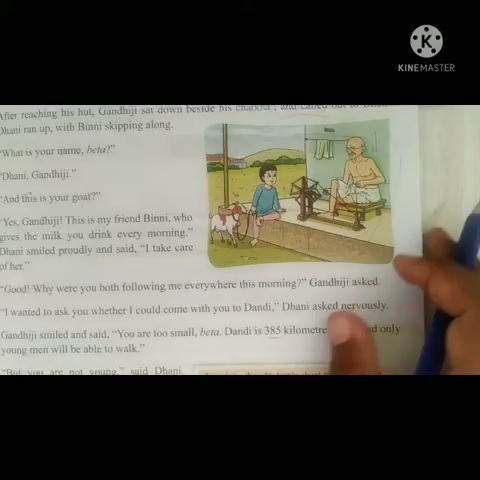 KINEMASTER
After reaching his hut, Gandhiji sat down beside his charkha, and called out to
Dhani ran up, with Binni skipping along.
"What is your name, beta?"
"Dhani, Gandhiji."
"And this is your goat?"
"Yes, Gandhiji! This is my friend Binni, who
gives the milk you drink every morning."
Dhani smiled proudly and said, "I take care
of her."
"Good! Why were you both following me everywhere this morning?" Gandhiji asked.
"I wanted to ask you whether I could come with you to Dandi," Dhani asked nervously.
Gandhiji smiled and said, "You are too small, beta. Dandi is 385 kilometre only
young men will be able to walk."
"But you are not young," said Dhani.